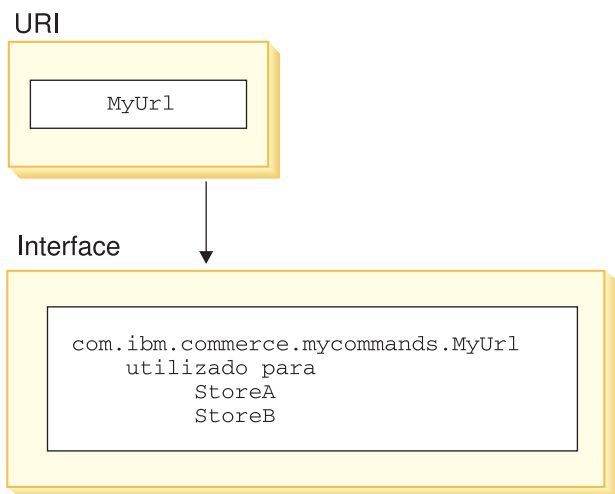 URI
MyUrl
Interface
com.ibm.commerce.mycommands.MyUrl
utilizado para
StoreA
StoreB